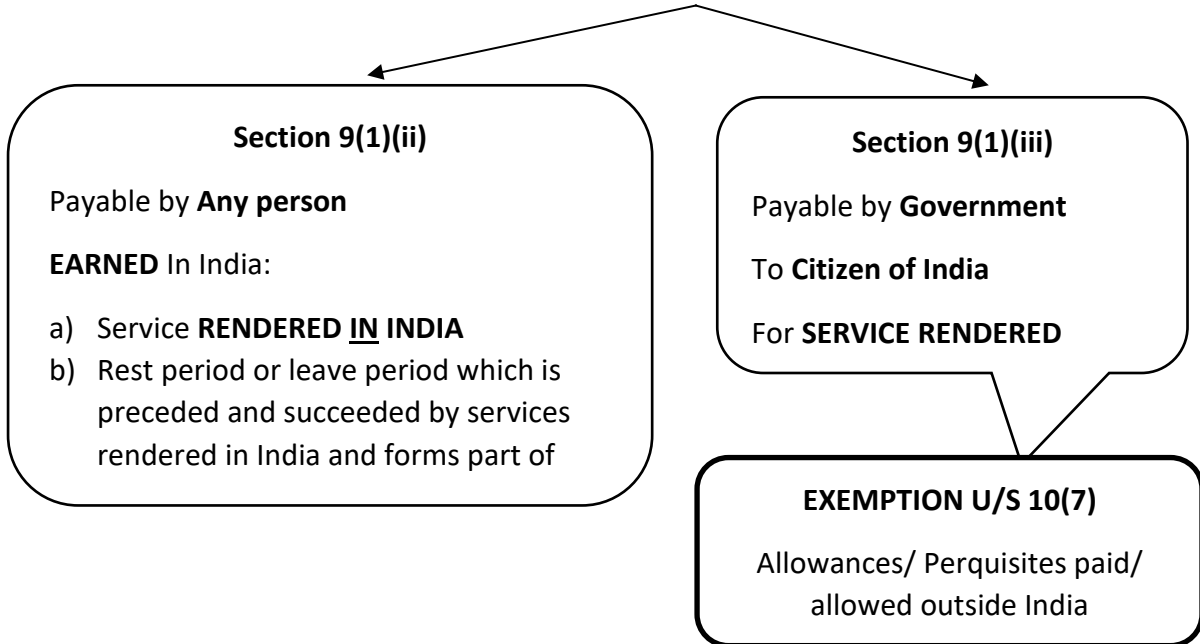 Section 9(1)(ii)
Payable by Any person
EARNED In India:
a) Service RENDERED IN INDIA
b) Rest period or leave period which is
preceded and succeeded by services
rendered in India and forms part of
Section 9(1)(iii)
Payable by Government
To Citizen of India
For SERVICE RENDERED
EXEMPTION U/S 10(7)
Allowances/ Perquisites paid/
allowed outside India